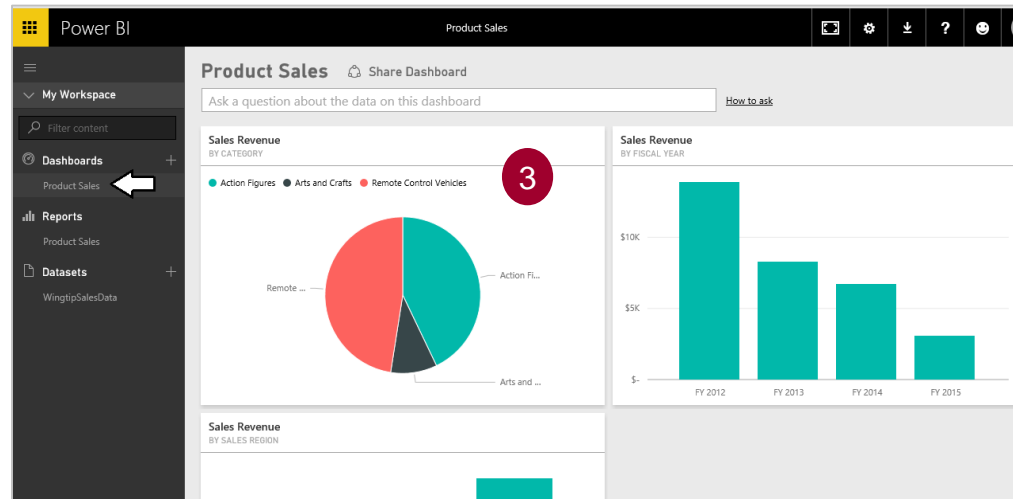 Power BI
Product Sales
?
My Workspace
Filter content
Dashboards
Product Sales
Reports
Product Sales
Datasets
WingtipSalesData
Product Sales
Share Dashboard
Ask a question about the data on this dashboard
How to ask
Sales Revenue
BY CATEGORY
3
Action Figures
Arts and Crafts
Remote Control Vehicles
Action Fi...
Remote ...
Arts and ...
Sales Revenue
BY FISCAL YEAR
$10K
$5K
$-
FY 2012
FY 2013
FY 2014
FY 2015
Sales Revenue
BY SALES REGION